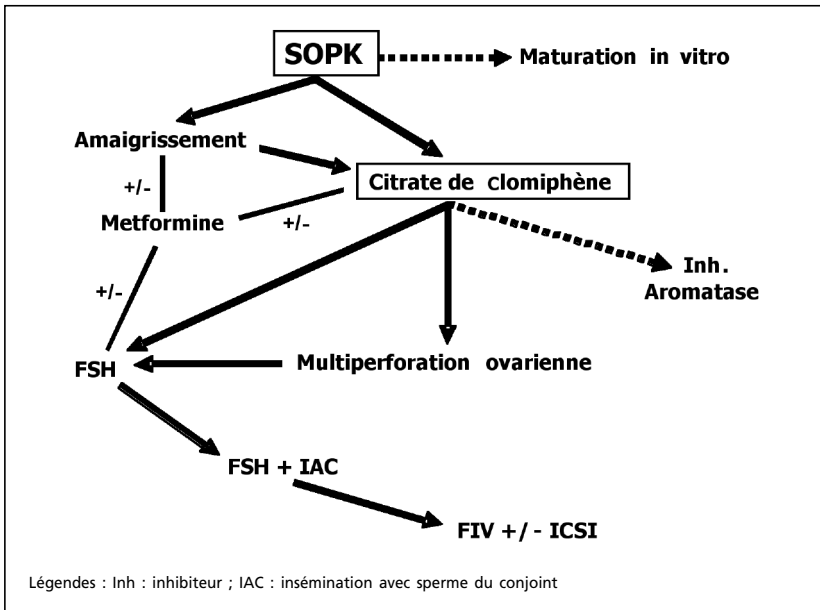 SOPK
Maturation in vitro
Amaigrissement
+/-
Citrate de Clomiphène
Metformine
+/-
+/-
Inh.
Aromatase
FSH
Multiperforation ovarienne
FSH + IAC
FIV +/- ICSI
Légendes : Inh : inhibiteur ; IAC : insémination avec sperme du conjoint